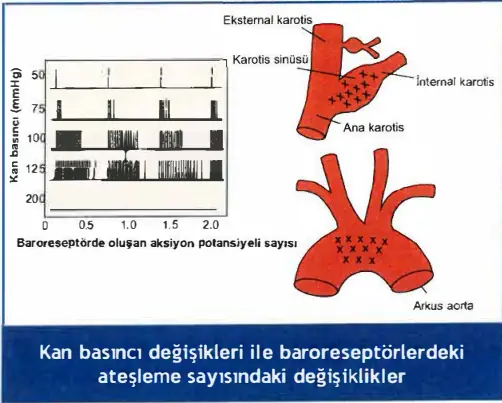 Eksternal karotis
Karotis sinüsü
İnternal karotis
Ana karotis
Kan basıncı (mmHg)
50
75
100
125
200
0 0.5 1.0 1.5 2.0
Baroreseptörde oluşan aksiyon potansiyeli sayısı
Arkus aorta
Kan basıncı değişikleri ile baroreseptörlerdeki
ateşleme sayısındaki değişiklikler